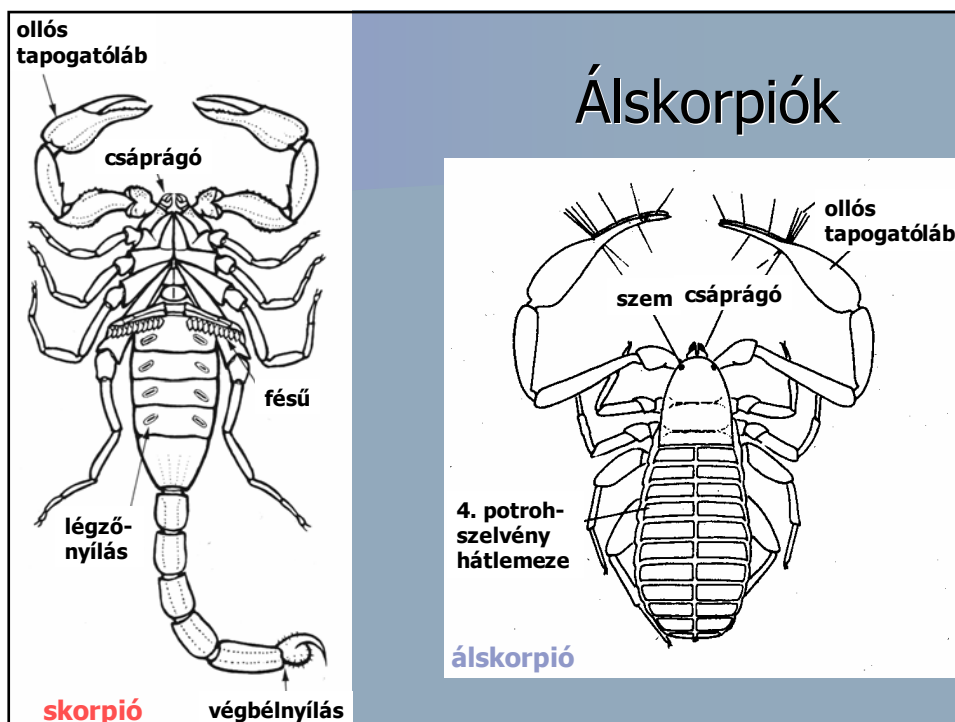 Álskorpiók
ollós
tapogatóláb
csáprágó
fésű
légző-
nyílás
végbélnyílás
skorpió
ollós
tapogatóláb
szem
csáprágó
4. potroh-
szelvény
hátlemeze
álskorpió